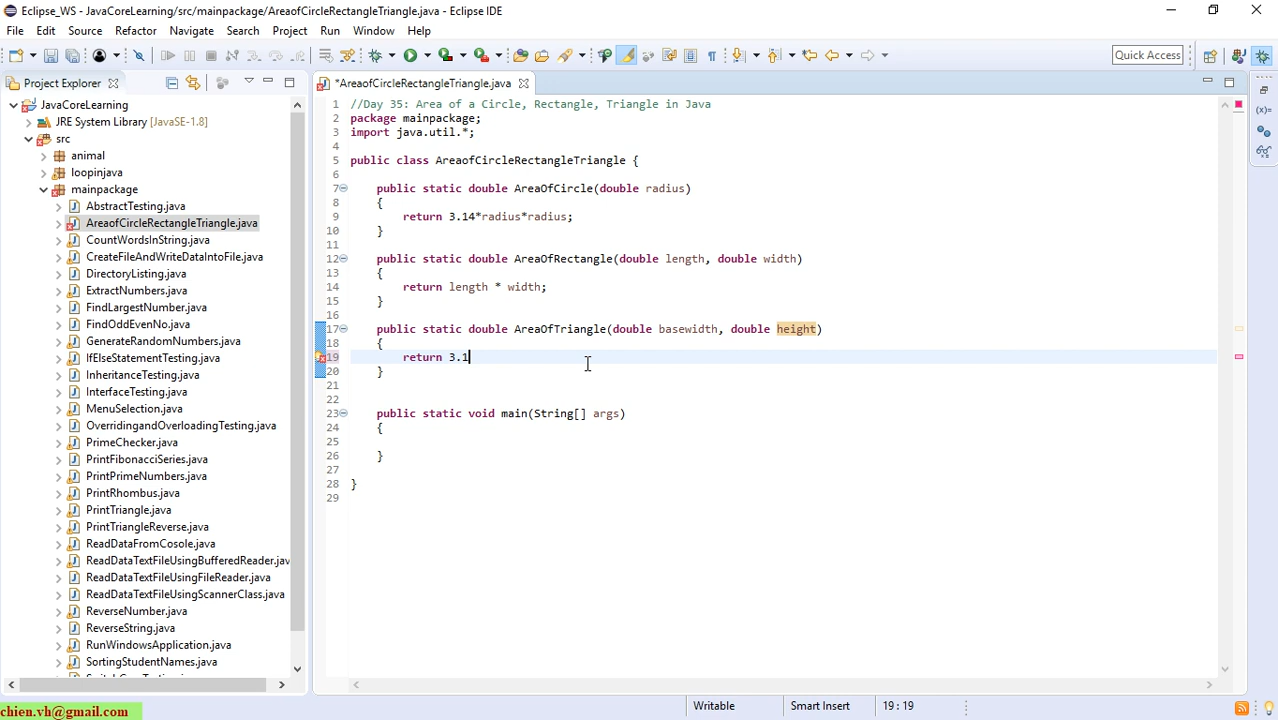 Eclipse_WS - JavaCoreLearning/src/mainpackage/AreaofCircleRectangleTriangle.java - Eclipse IDE
File Edit Source Refactor Navigate Search Project Run Window Help
Quick Access
Project Explorer
*AreaofCircleRectangleTriangle.java
JavaCoreLearning
JRE System Library [JavaSE-1.8]
src
animal
loopinjava
mainpackage
AbstractTesting.java
AreaofCircleRectangleTriangle.java
CountWordsInString.java
CreateFileAndWriteDataIntoFile.java
DirectoryListing.java
ExtractNumbers.java
FindLargestNumber.java
FindOddEvenNo.java
GenerateRandomNumbers.java
IfElseStatementTesting.java
InheritanceTesting.java
InterfaceTesting.java
MenuSelection.java
OverridingandOverloadingTesting.java
PrimeChecker.java
PrintFibonacciSeries.java
PrintPrimeNumbers.java
PrintRhombus.java
PrintTriangle.java
PrintTriangleReverse.java
ReadDataFromCosole.java
ReadDataTextFileUsingBufferedReader.jav
ReadDataTextFileUsingFileReader.java
ReadDataTextFileUsingScannerClass.java
ReverseNumber.java
ReverseString.java
RunWindowsApplication.java
SortingStudentNames.java
1 //Day 35: Area of a Circle, Rectangle, Triangle in Java
2 package mainpackage;
3 import java.util.*;
4
5 public class AreaofCircleRectangleTriangle {
6
7 public static double AreaOfCircle(double radius)
8 {
9 return 3.14*radius*radius;
10 }
11
12 public static double AreaOfRectangle(double length, double width)
13 {
14 return length * width;
15 }
16
17 public static double AreaOfTriangle(double basewidth, double height)
18 {
19 return 3.1
20 }
21
22
23 public static void main(String[] args)
24 {
25
26 }
27
28 }
29
(x)=
Writable Smart Insert 19 : 19
chien.vh@gmail.com